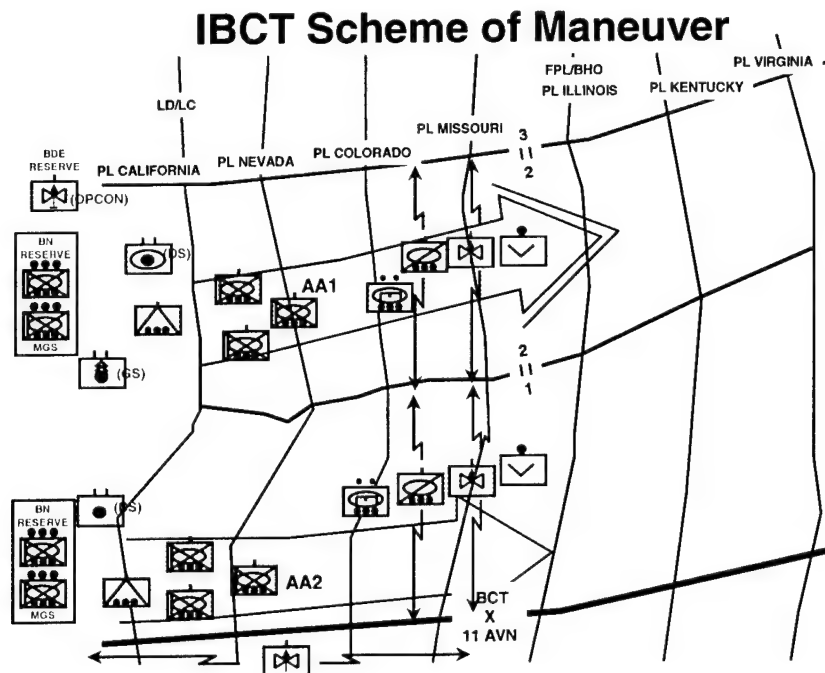 IBCT Scheme of Maneuver
PL VIRGINIA
FPL/BHO
PL ILLINOIS
PL KENTUCKY
LD/LC
PL MISSOURI
3
2
PL COLORADO
PL NEVADA
PL CALIFORNIA
BDE
RESERVE
(OPCON)
BN
RESERVE
MGS
(DS)
AA1
(GS)
2
1
BN
RESERVE
MGS
(DS)
AA2
BCT
X
11 AVN